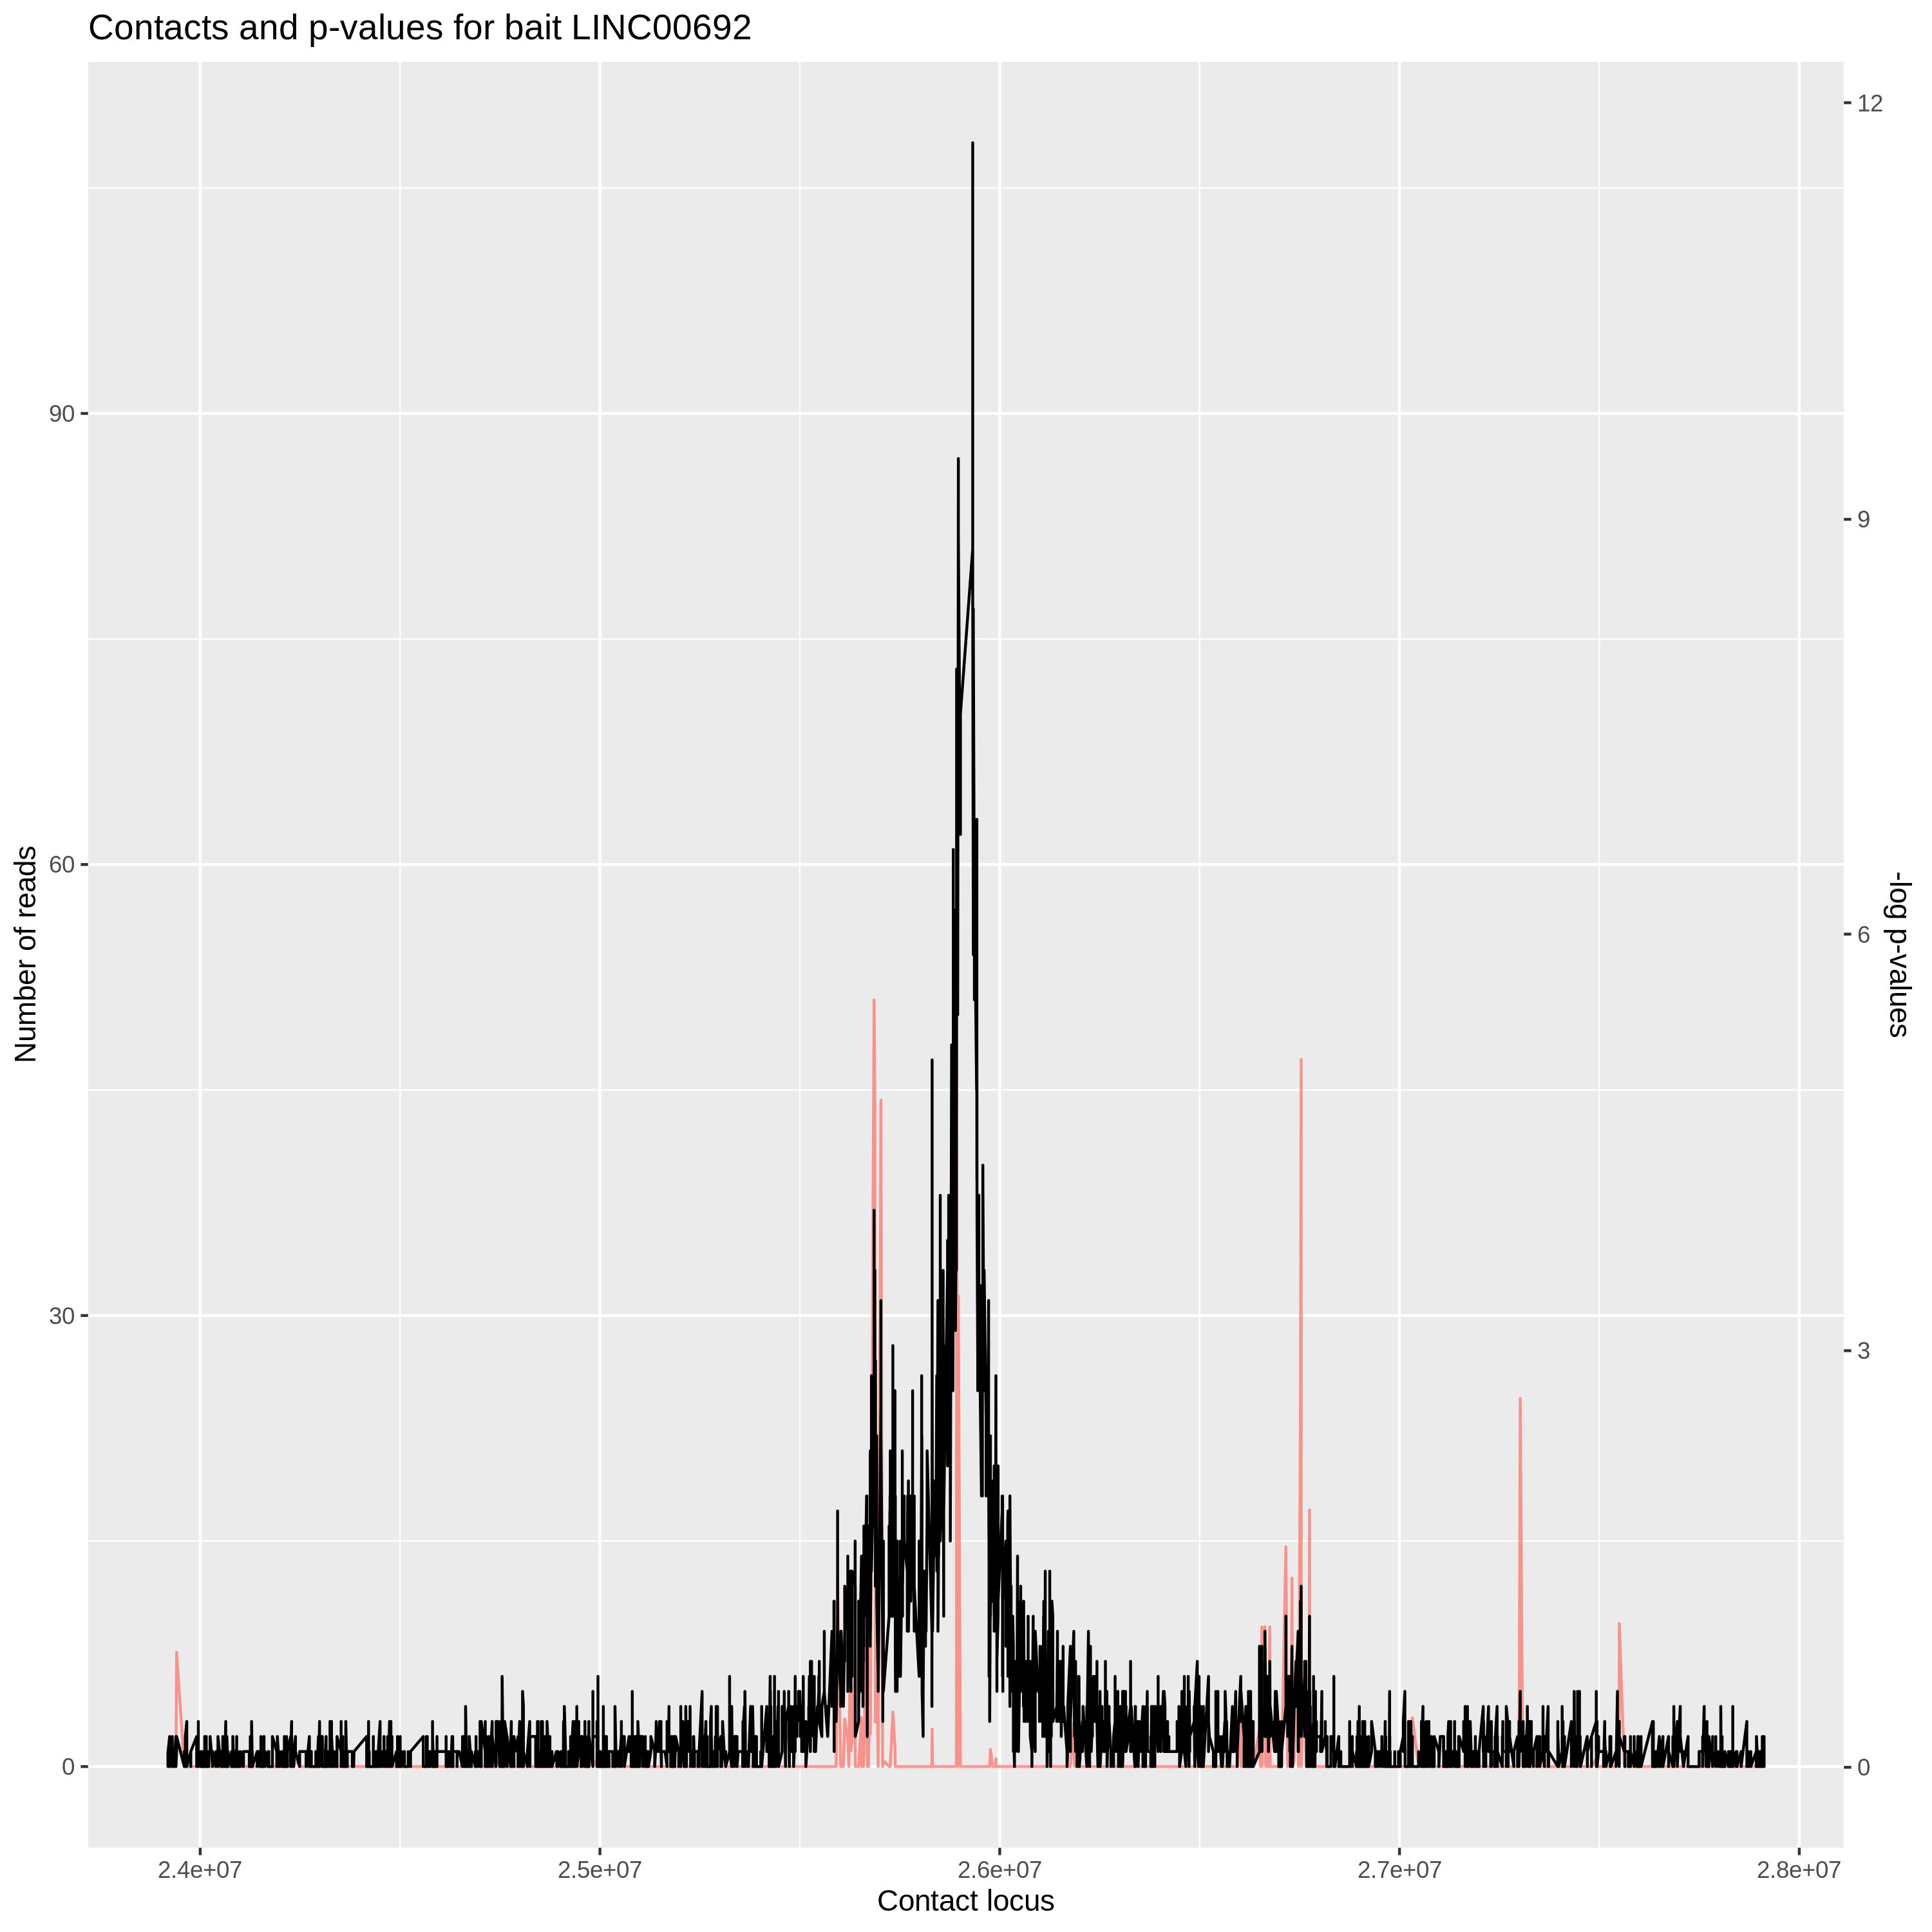 Contacts and p-values for bait LINC00692
12
90
9
60
6
Number of reads
-log p-values
30
3
0
0
2.4e+07 2.5e+07 2.6e+07 2.7e+07 2.8e+07
Contact locus